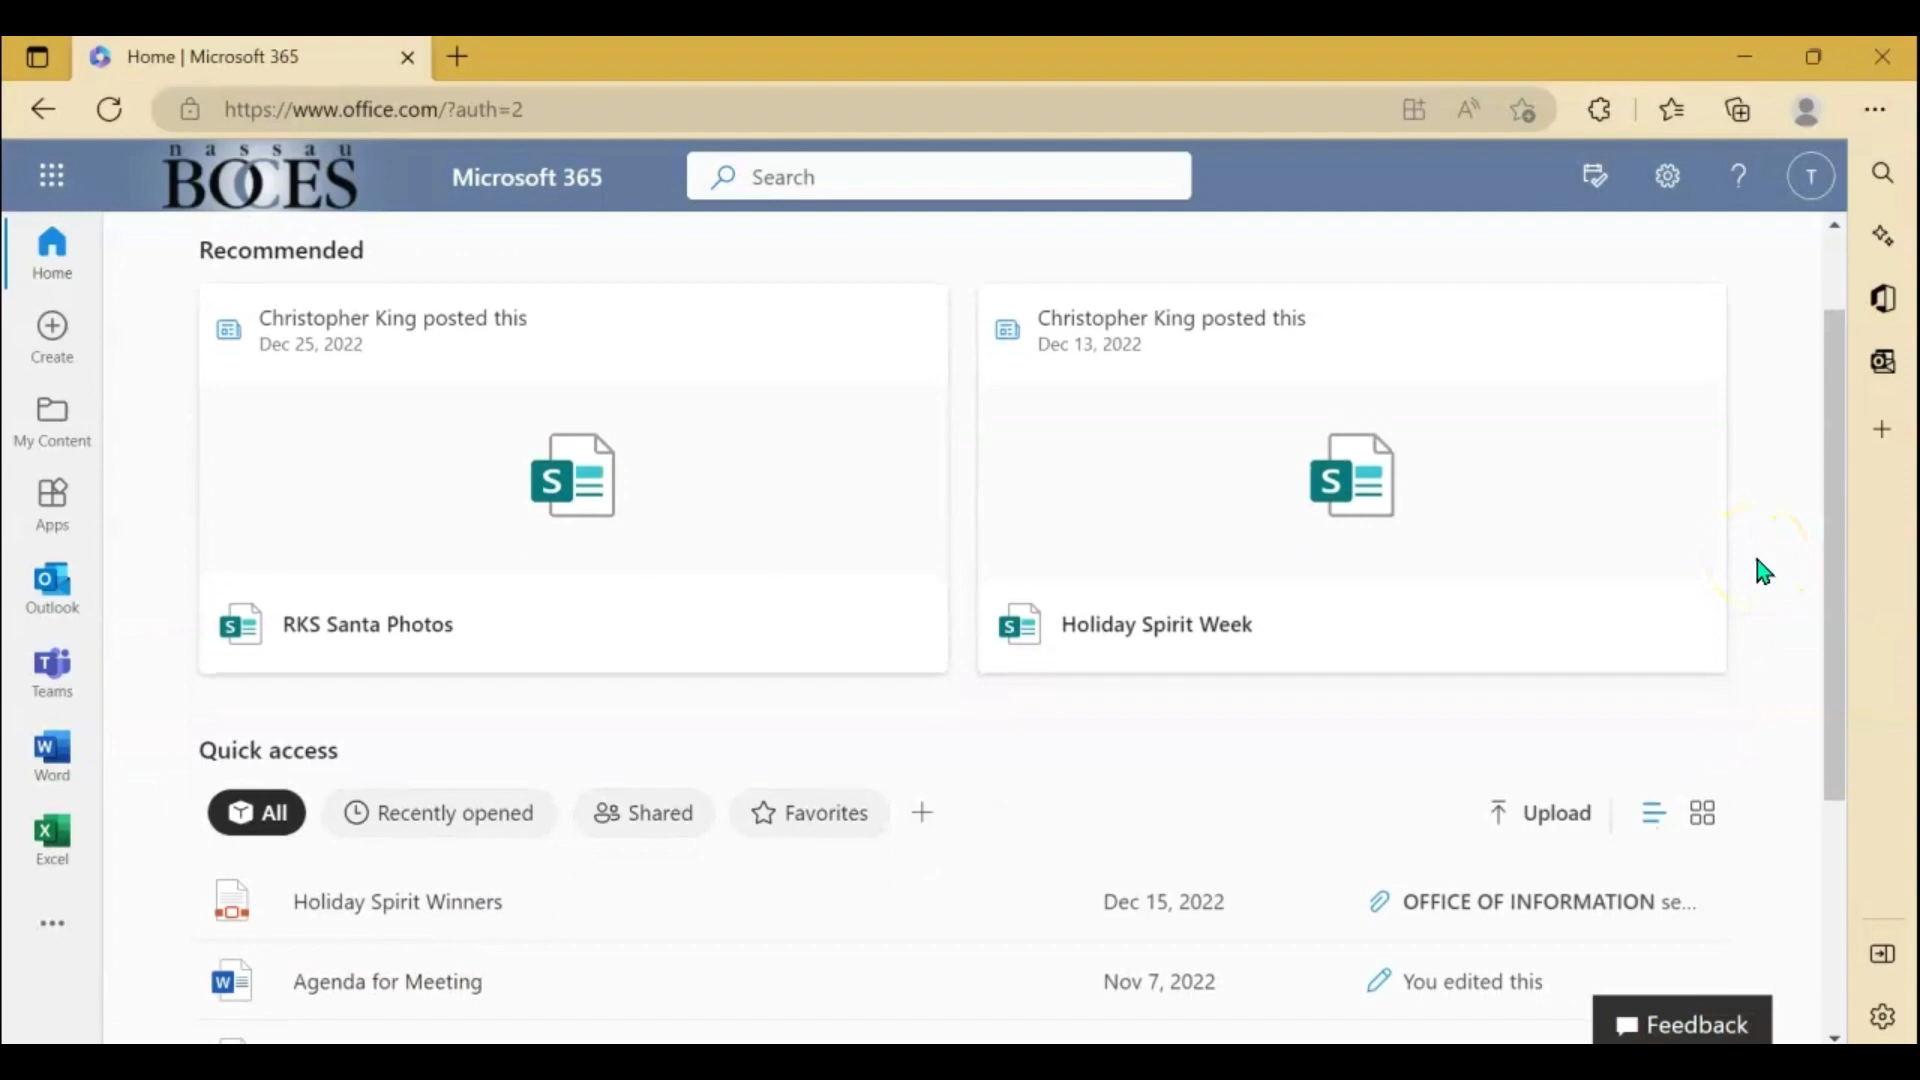 Home | Microsoft 365
https://www.office.com/?auth=2
nassau
BOCES
Microsoft 365
Search
T
Home
Create
My Content
Apps
Outlook
Teams
Word
Excel
Recommended
Christopher King posted this
Dec 25, 2022
RKS Santa Photos
Christopher King posted this
Dec 13, 2022
Holiday Spirit Week
Quick access
All Recently opened Shared Favorites Upload
Holiday Spirit Winners Dec 15, 2022 OFFICE OF INFORMATION se...
Agenda for Meeting Nov 7, 2022 You edited this
Feedback